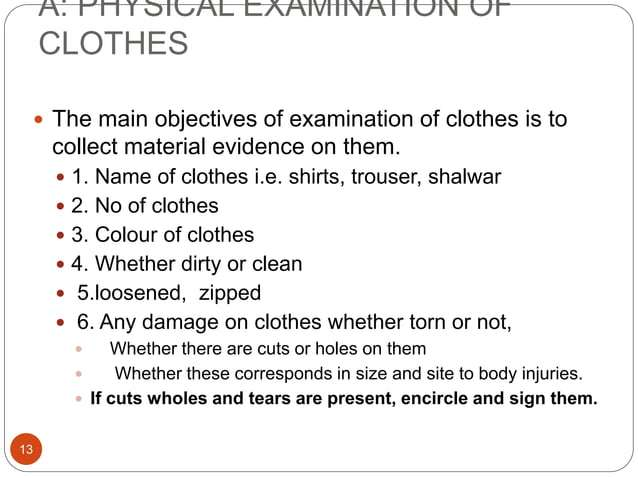 A: PHYSICAL EXAMINATION OF
CLOTHES
The main objectives of examination of clothes is to
collect material evidence on them.
1. Name of clothes i.e. shirts, trouser, shalwar
2. No of clothes
3. Colour of clothes
4. Whether dirty or clean
5.loosened, zipped
6. Any damage on clothes whether torn or not,
Whether there are cuts or holes on them
Whether these corresponds in size and site to body injuries.
If cuts wholes and tears are present, encircle and sign them.
13